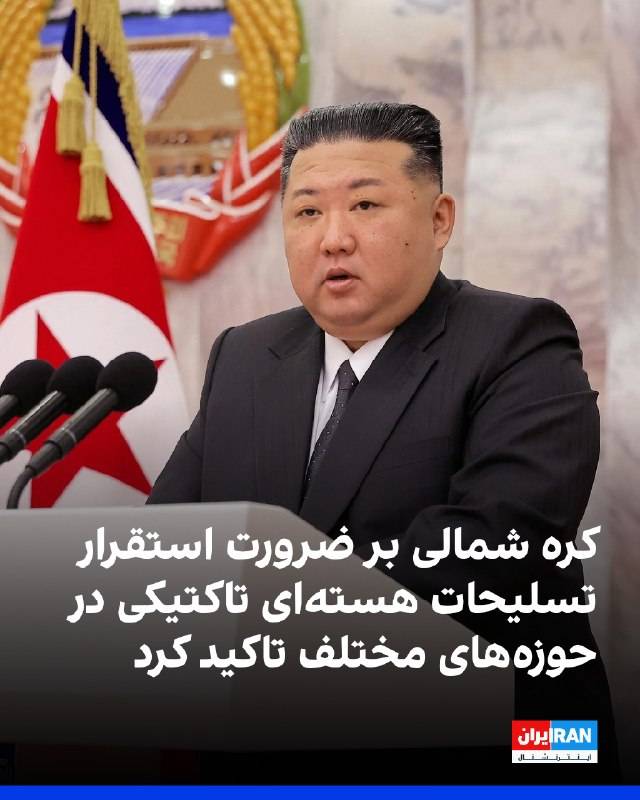 کره شمالی بر ضرورت استقرار
تسلیحات هسته‌ای تاکتیکی در
حوزه‌های مختلف تاکید کرد
ایران IRAN
اینترنشنال